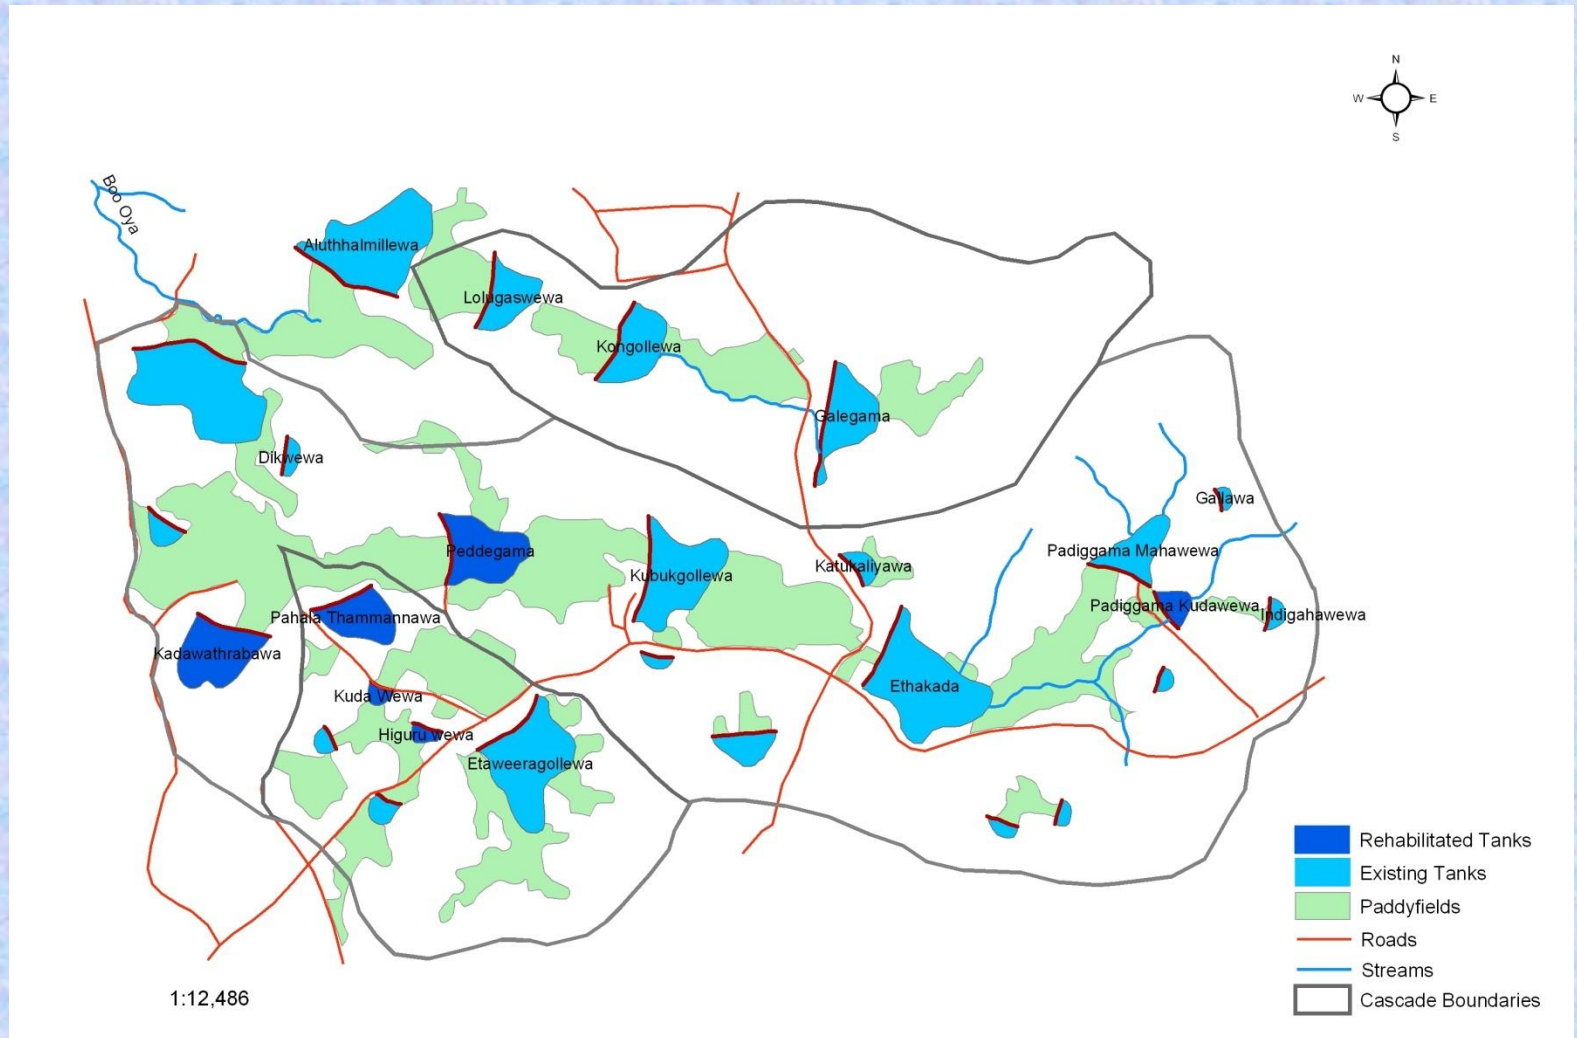 N
W
E
S
Boo Oya
Aluthhalmillewa
Lolugaswewa
Kongollewa
Galegama
Dikwewa
Gallawa
Peddegama
Padiggama Mahawewa
Katukaliyawa
Kubukgollewa
Padiggama Kudawewa
Indigahawewa
Pahala Thammannawa
Kadawathrabawa
Ethakada
Kuda Wewa
Higuru wewa
Etaweeragollewa
Rehabilitated Tanks
Existing Tanks
Paddyfields
Roads
Streams
Cascade Boundaries
1:12,486